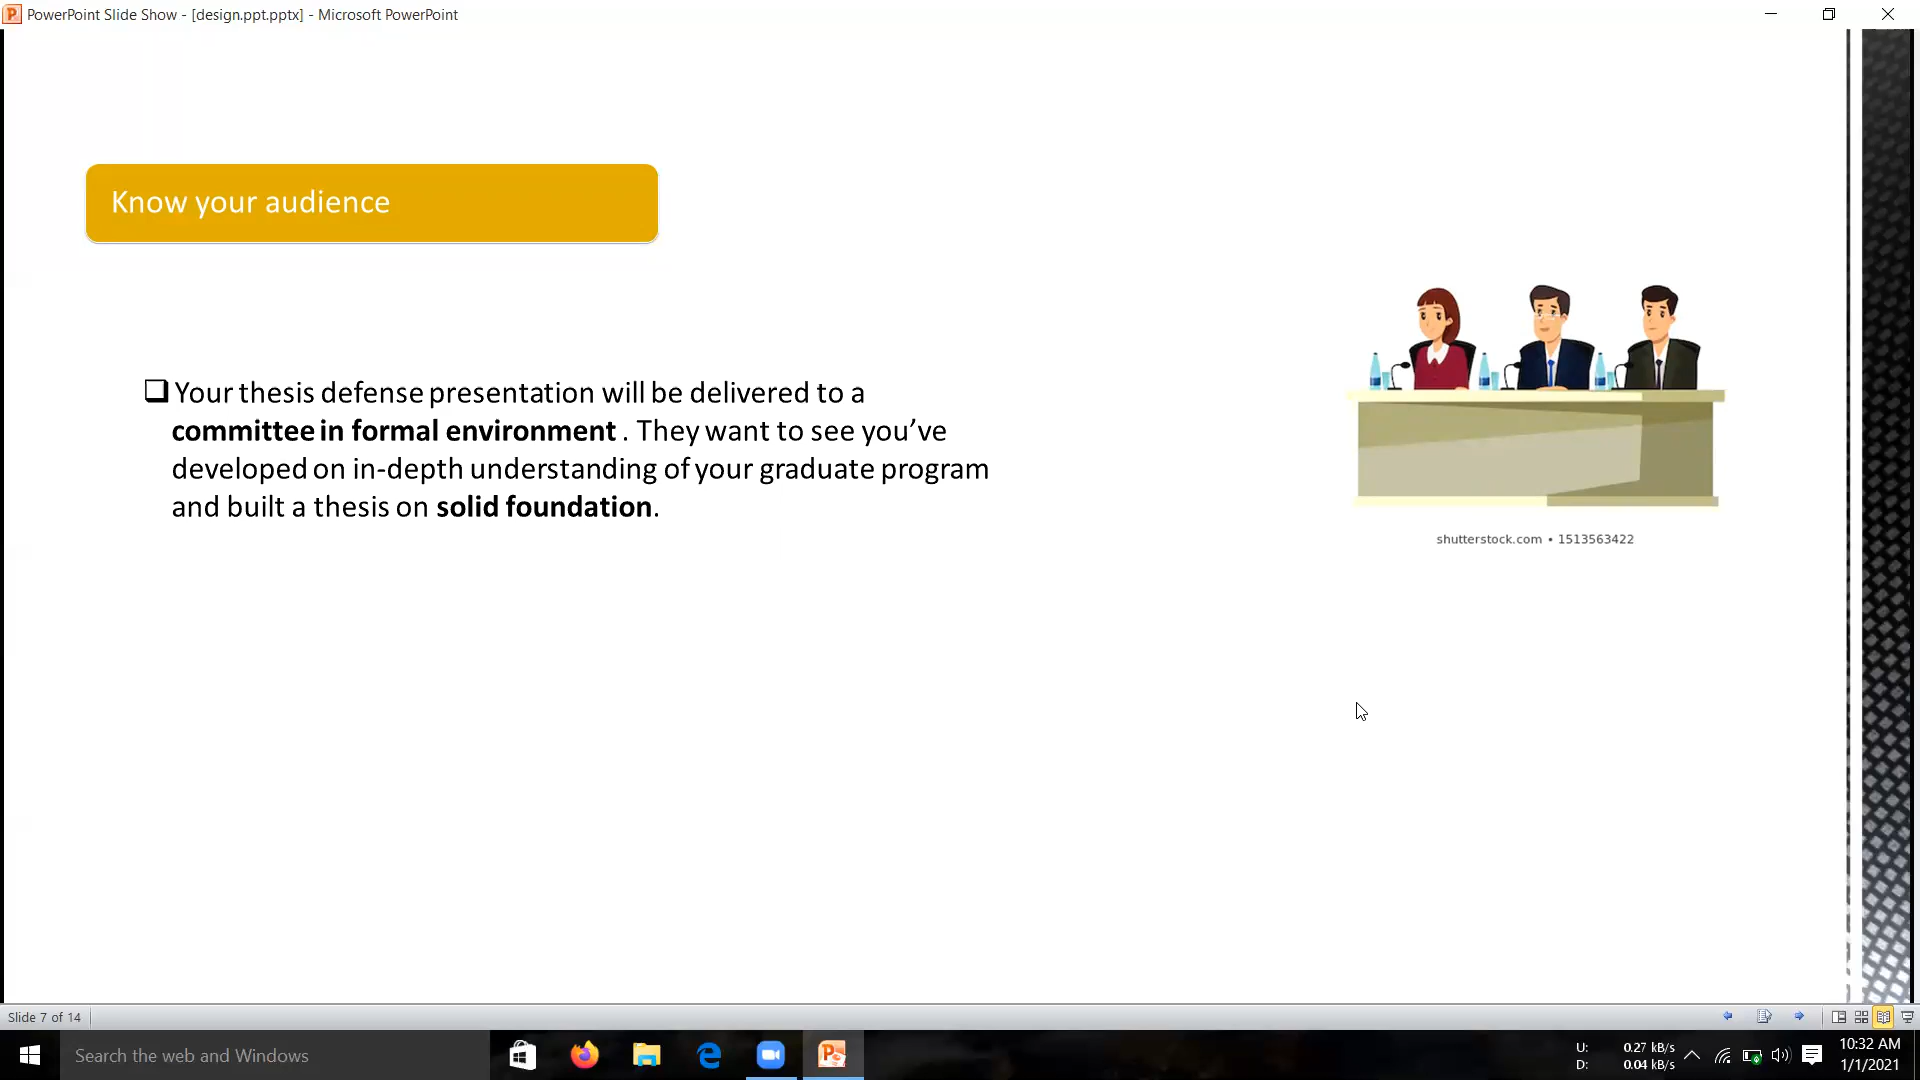 PowerPoint Slide Show - [design.ppt.pptx] - Microsoft PowerPoint
Know your audience
Your thesis defense presentation will be delivered to a
committee in formal environment . They want to see you’ve
developed on in-depth understanding of your graduate program
and built a thesis on solid foundation.
shutterstock.com • 1513563422
Slide 7 of 14
Search the web and Windows
U: 0.27 kB/s
D: 0.04 kB/s
10:32 AM
1/1/2021